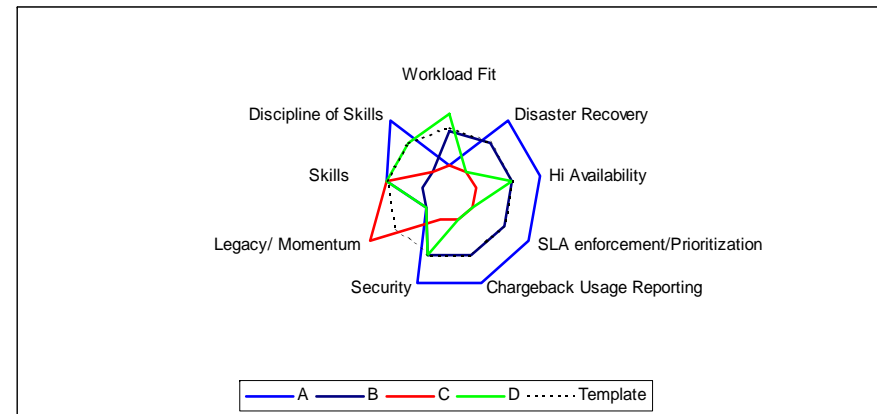 Workload Fit
Discipline of Skills
Disaster Recovery
Skills
Hi Availability
Legacy/ Momentum
SLA enforcement/Prioritization
Security
Chargeback Usage Reporting
A B C D Template